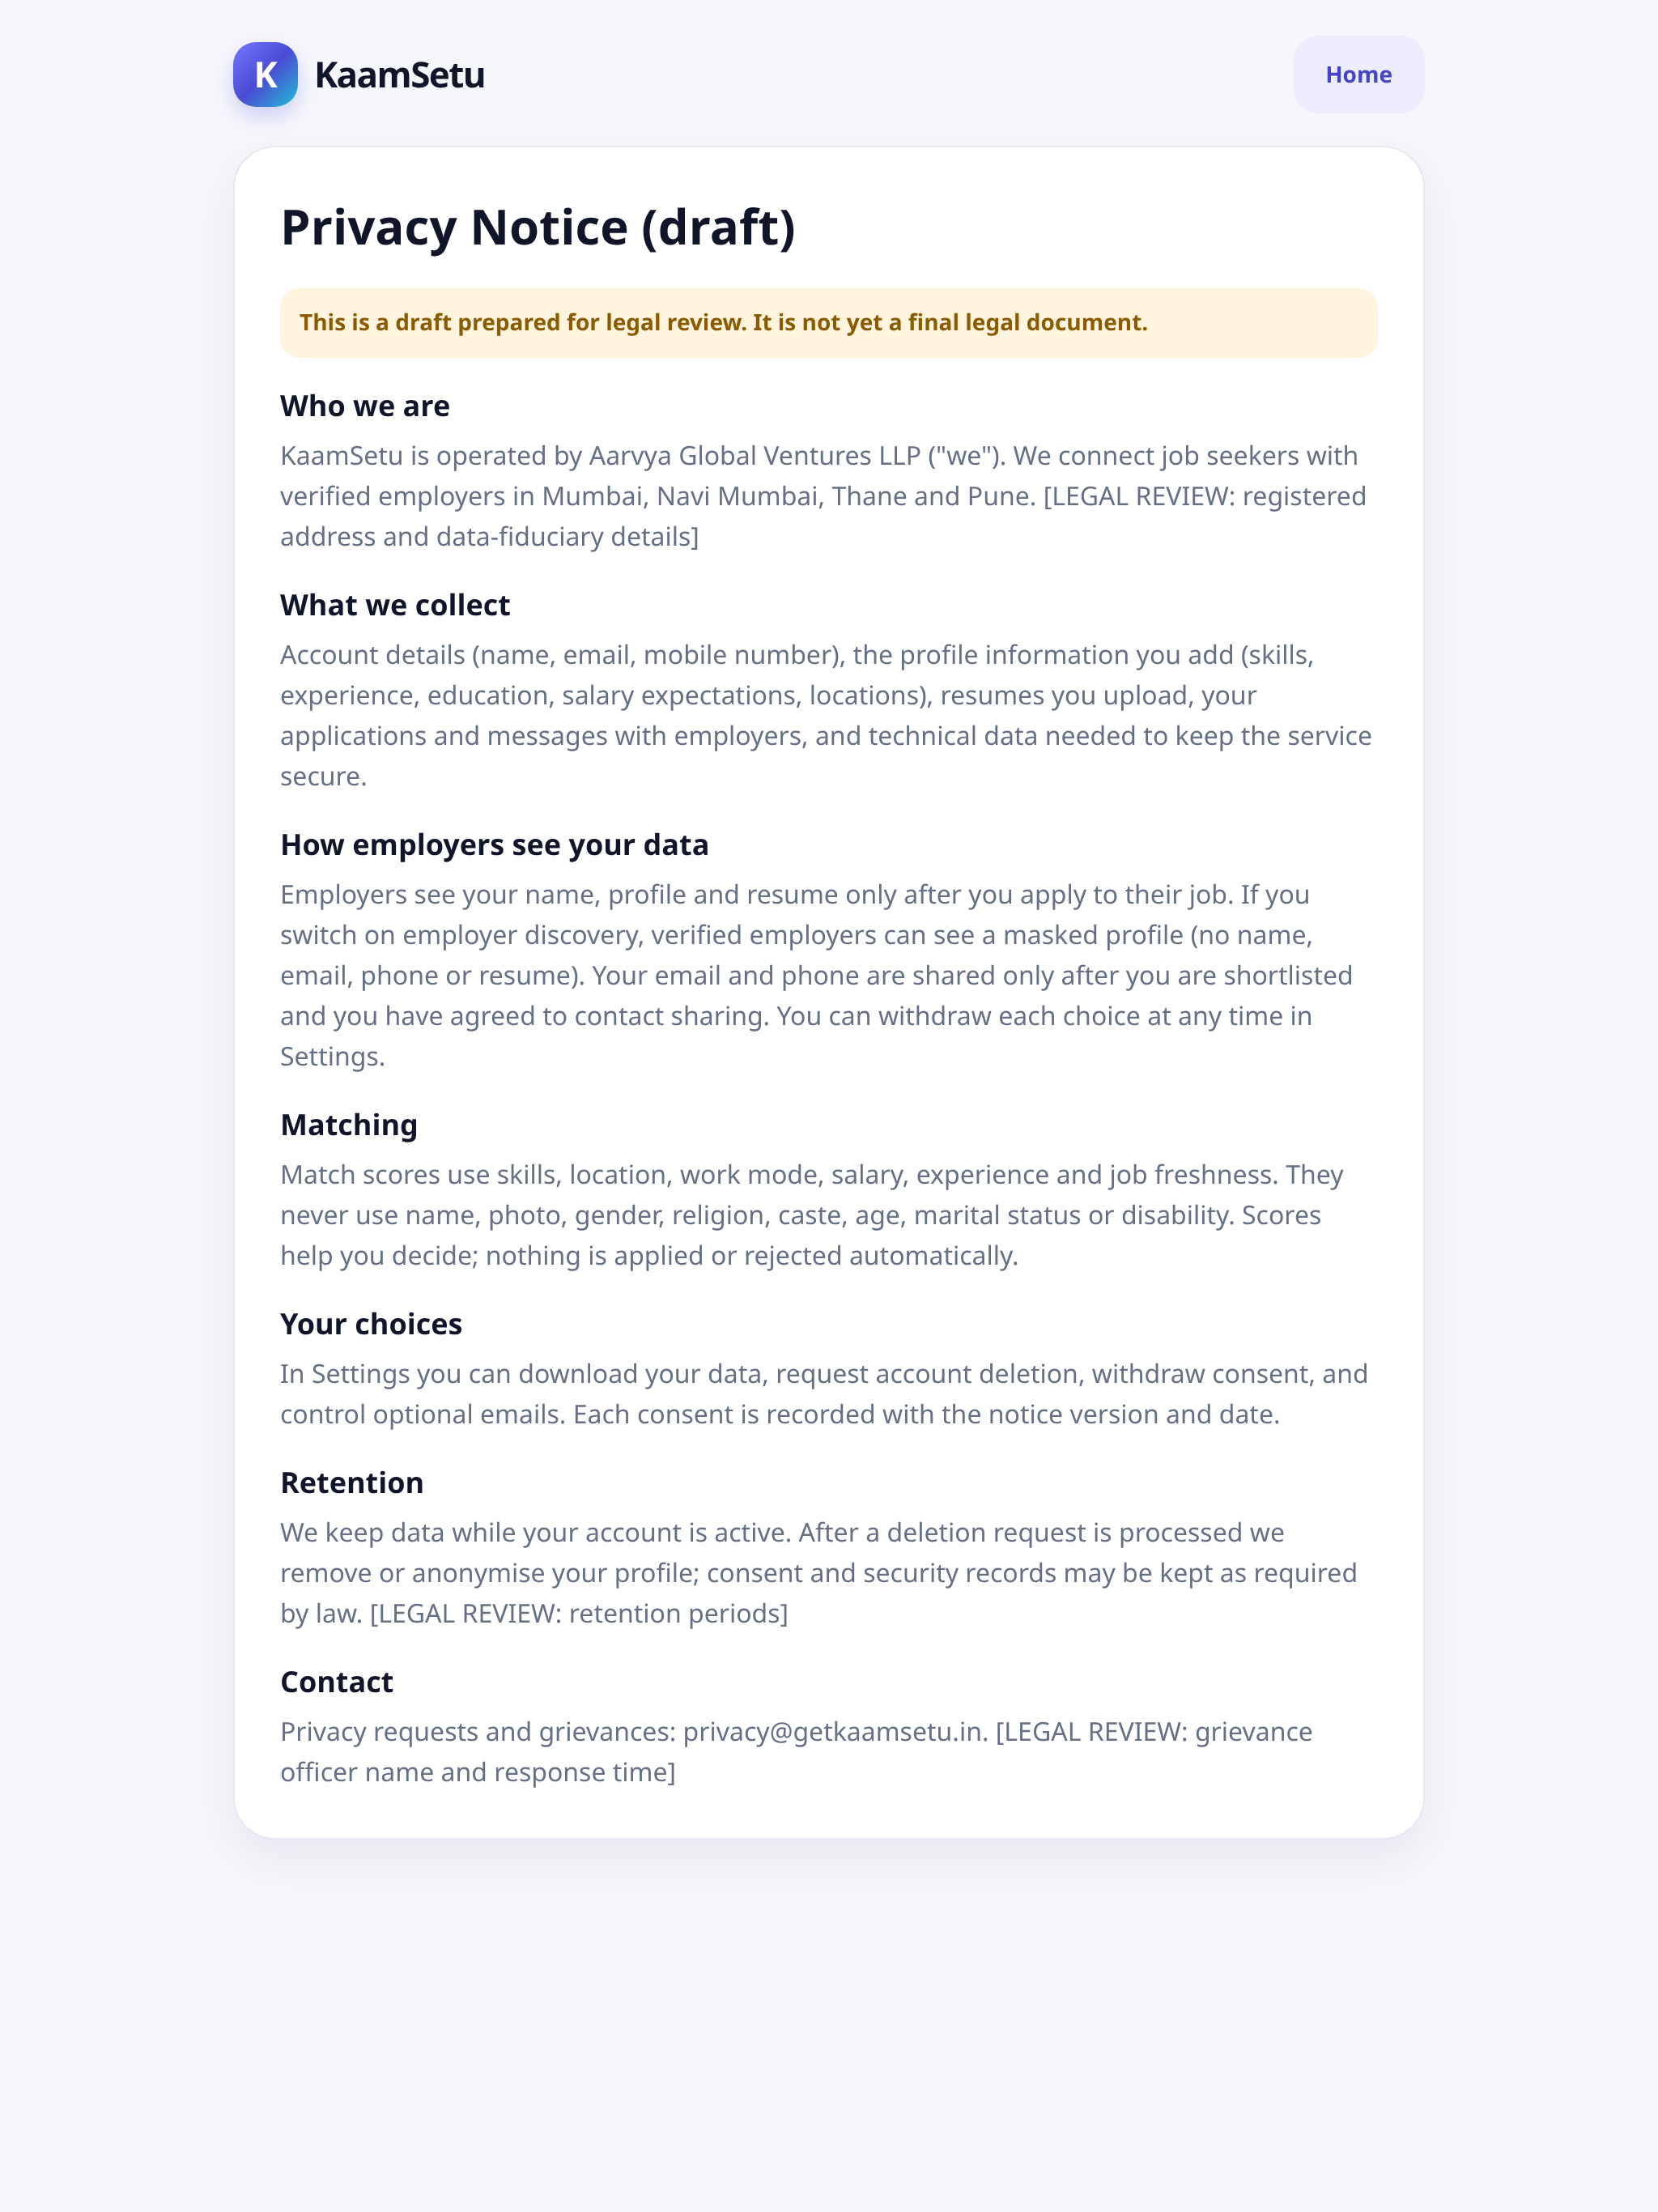 K
KaamSetu
Home
Privacy Notice (draft)
This is a draft prepared for legal review. It is not yet a final legal document.
Who we are
KaamSetu is operated by Aarvya Global Ventures LLP ("we"). We connect job seekers with
verified employers in Mumbai, Navi Mumbai, Thane and Pune. [LEGAL REVIEW: registered
address and data-fiduciary details]
What we collect
Account details (name, email, mobile number), the profile information you add (skills,
experience, education, salary expectations, locations), resumes you upload, your
applications and messages with employers, and technical data needed to keep the service
secure.
How employers see your data
Employers see your name, profile and resume only after you apply to their job. If you
switch on employer discovery, verified employers can see a masked profile (no name,
email, phone or resume). Your email and phone are shared only after you are shortlisted
and you have agreed to contact sharing. You can withdraw each choice at any time in
Settings.
Matching
Match scores use skills, location, work mode, salary, experience and job freshness. They
never use name, photo, gender, religion, caste, age, marital status or disability. Scores
help you decide; nothing is applied or rejected automatically.
Your choices
In Settings you can download your data, request account deletion, withdraw consent, and
control optional emails. Each consent is recorded with the notice version and date.
Retention
We keep data while your account is active. After a deletion request is processed we
remove or anonymise your profile; consent and security records may be kept as required
by law. [LEGAL REVIEW: retention periods]
Contact
Privacy requests and grievances: privacy@getkaamsetu.in. [LEGAL REVIEW: grievance
officer name and response time]